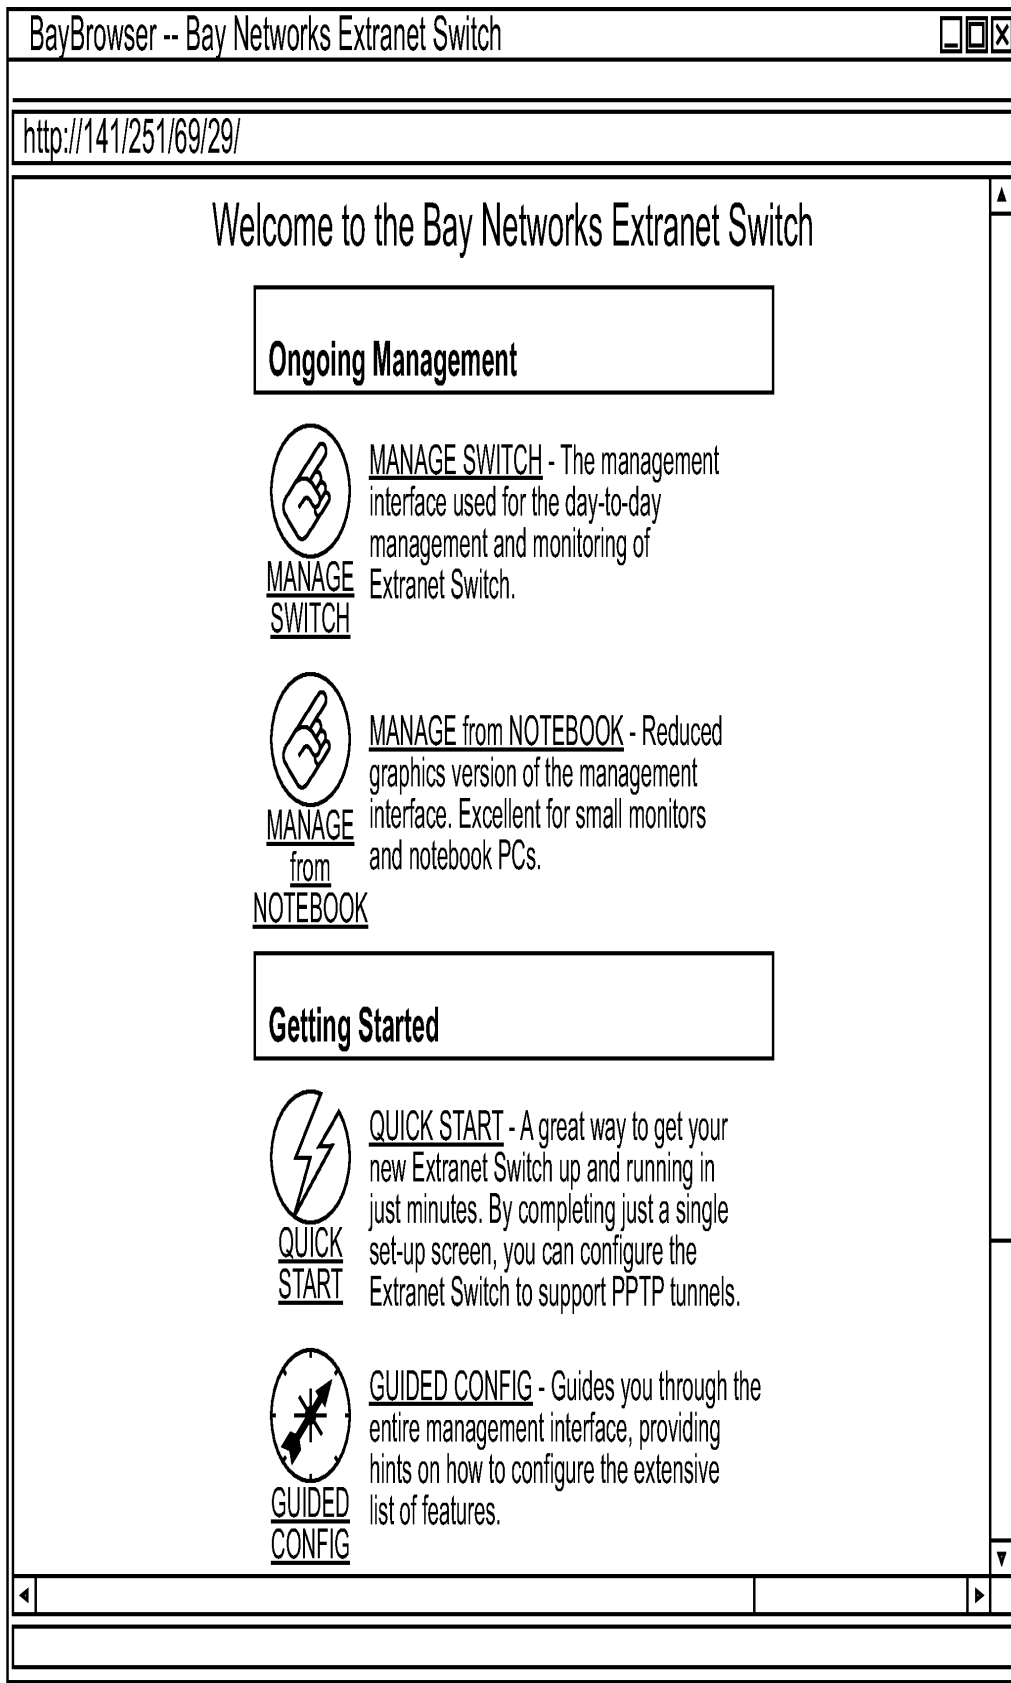 BayBrowser -- Bay Networks Extranet Switch
http://141/251/69/29/
Welcome to the Bay Networks Extranet Switch
Ongoing Management
MANAGE
SWITCH
MANAGE SWITCH - The management
interface used for the day-to-day
management and monitoring of
Extranet Switch.
MANAGE
from
NOTEBOOK
MANAGE from NOTEBOOK - Reduced
graphics version of the management
interface. Excellent for small monitors
and notebook PCs.
Getting Started
QUICK
START
QUICK START - A great way to get your
new Extranet Switch up and running in
just minutes. By completing just a single
set-up screen, you can configure the
Extranet Switch to support PPTP tunnels.
GUIDED
CONFIG
GUIDED CONFIG - Guides you through the
entire management interface, providing
hints on how to configure the extensive
list of features.